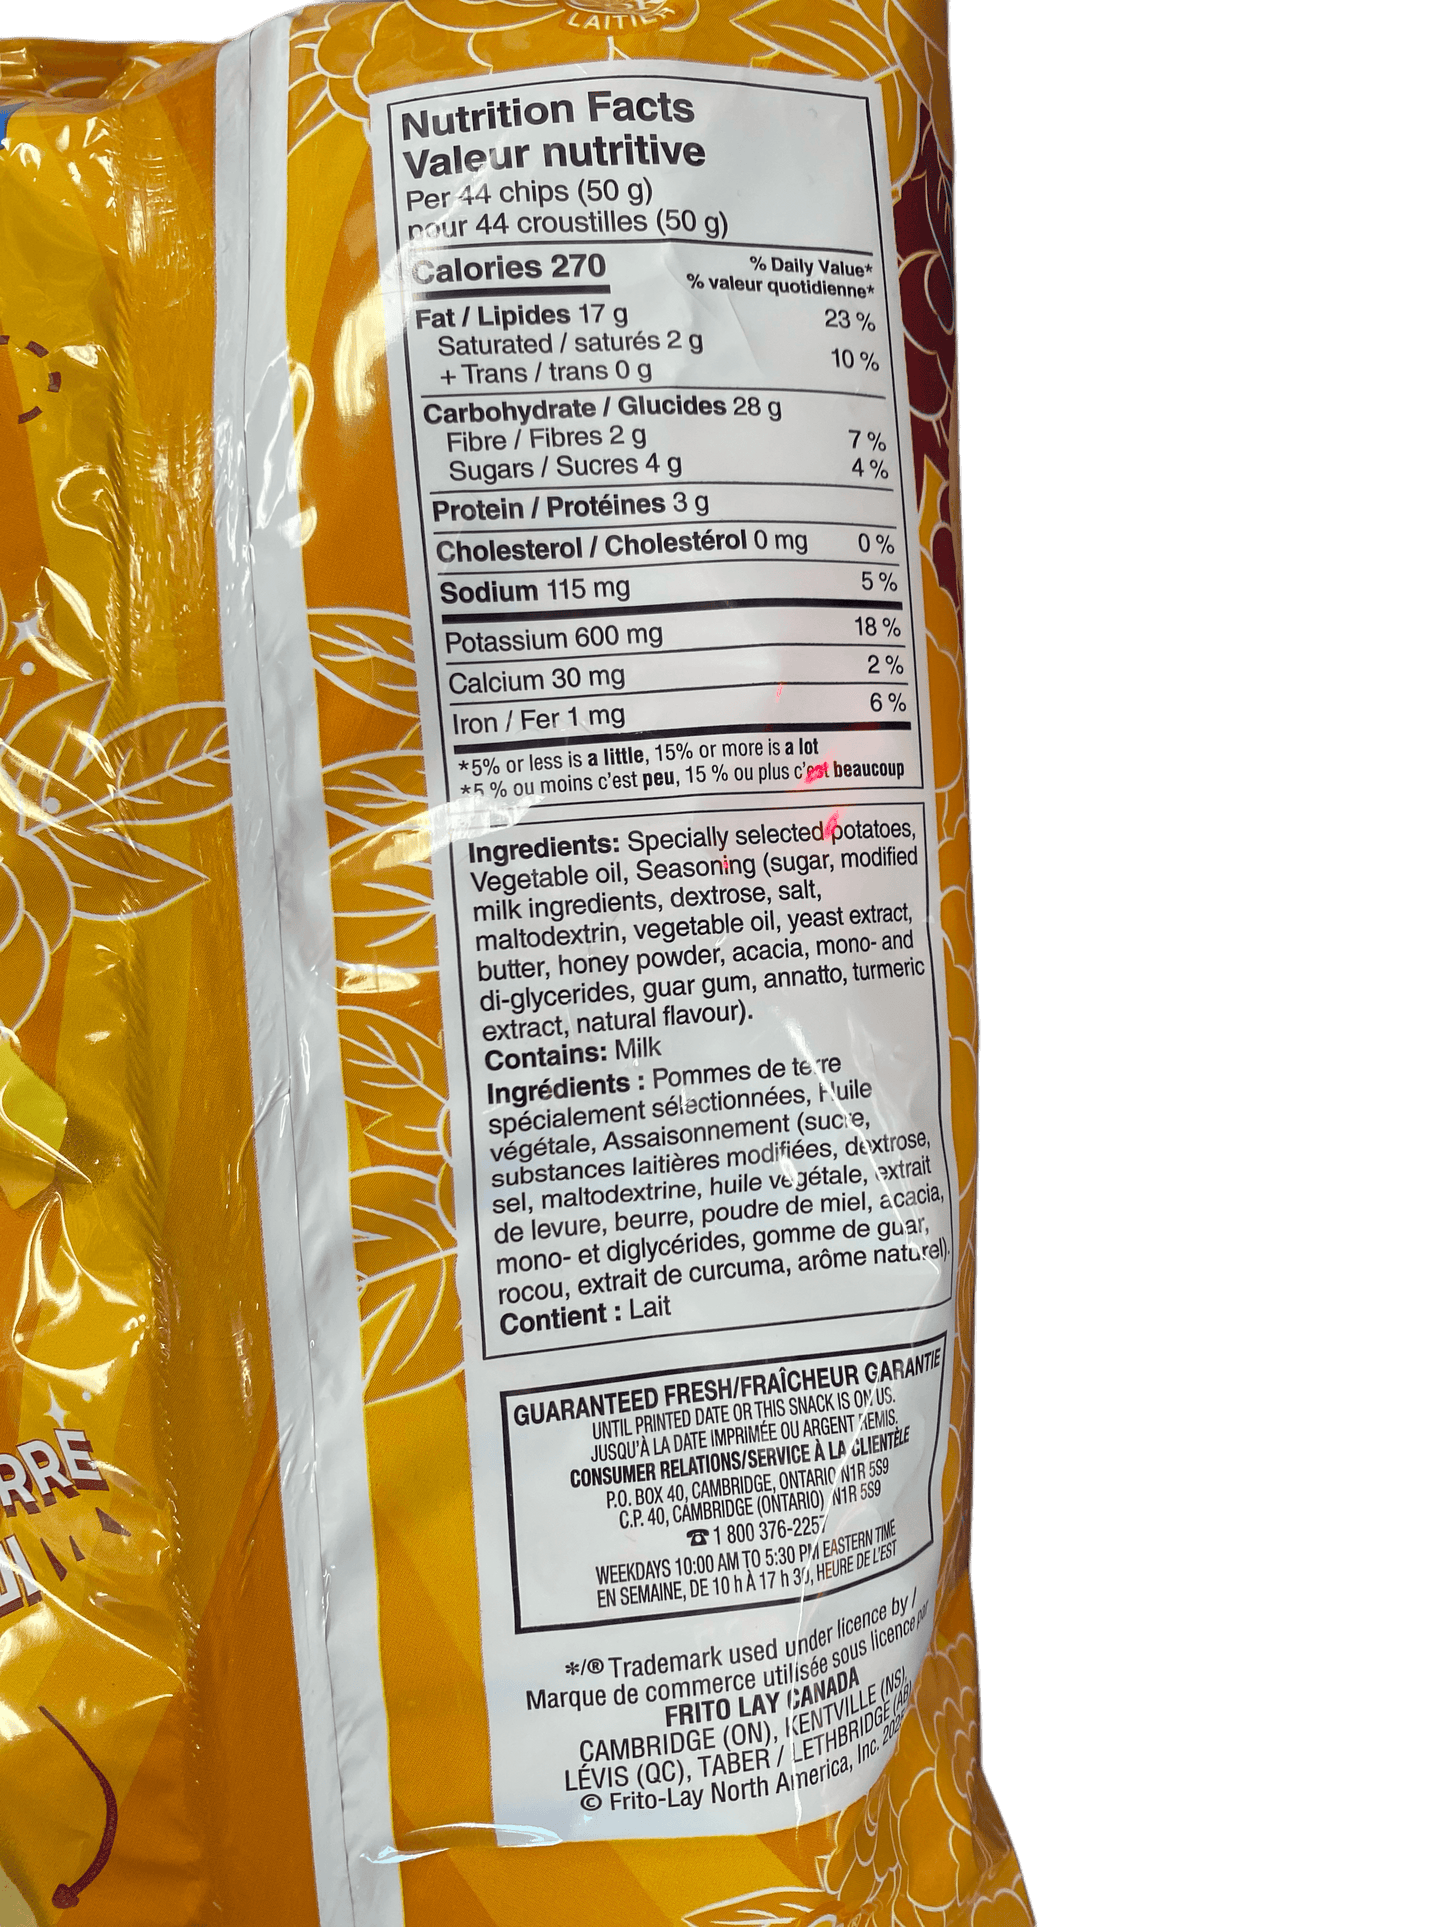 LAITIER
Nutrition Facts
Valeur nutritive
Per 44 chips (50 g)
pour 44 croustilles (50 g)
Calories 270
% Daily Value*
% valeur quotidienne*
Fat / Lipides 17 g 23 %
Saturated / saturés 2 g
+ Trans / trans 0 g 10 %
Carbohydrate / Glucides 28 g
Fibre / Fibres 2 g 7 %
Sugars / Sucres 4 g 4 %
Protein / Protéines 3 g
Cholesterol / Cholestérol 0 mg 0 %
Sodium 115 mg 5 %
Potassium 600 mg 18 %
Calcium 30 mg 2 %
Iron / Fer 1 mg 6 %
*5% or less is a little, 15% or more is a lot
*5 % ou moins c'est peu, 15 % ou plus c'est beaucoup
Ingredients: Specially selected potatoes,
Vegetable oil, Seasoning (sugar, modified
milk ingredients, dextrose, salt,
maltodextrin, vegetable oil, yeast extract,
butter, honey powder, acacia, mono- and
di-glycerides, guar gum, annatto, turmeric
extract, natural flavour).
Contains: Milk
Ingrédients : Pommes de terre
spécialement sélectionnées, Huile
végétale, Assaisonnement (sucre,
substances laitières modifiées, dextrose,
sel, maltodextrine, huile végétale, extrait
de levure, beurre, poudre de miel, acacia,
mono- et diglycérides, gomme de guar,
rocou, extrait de curcuma, arôme naturel).
Contient : Lait
GUARANTEED FRESH/FRAÎCHEUR GARANTIE
UNTIL PRINTED DATE OR THIS SNACK IS ON US.
JUSQU'À LA DATE IMPRIMÉE OU ARGENT REMIS.
CONSUMER RELATIONS/SERVICE À LA CLIENTÈLE
P.O. BOX 40, CAMBRIDGE, ONTARIO N1R 5S9
C.P. 40, CAMBRIDGE (ONTARIO) N1R 5S9
☎ 1 800 376-2257
WEEKDAYS 10:00 AM TO 5:30 PM EASTERN TIME
EN SEMAINE, DE 10 h À 17 h 30, HEURE DE L'EST
*/® Trademark used under licence by /
Marque de commerce utilisée sous licence par
FRITO LAY CANADA
CAMBRIDGE (ON), KENTVILLE (NS),
LÉVIS (QC), TABER / LETHBRIDGE (AB)
© Frito-Lay North America, Inc.
RRE